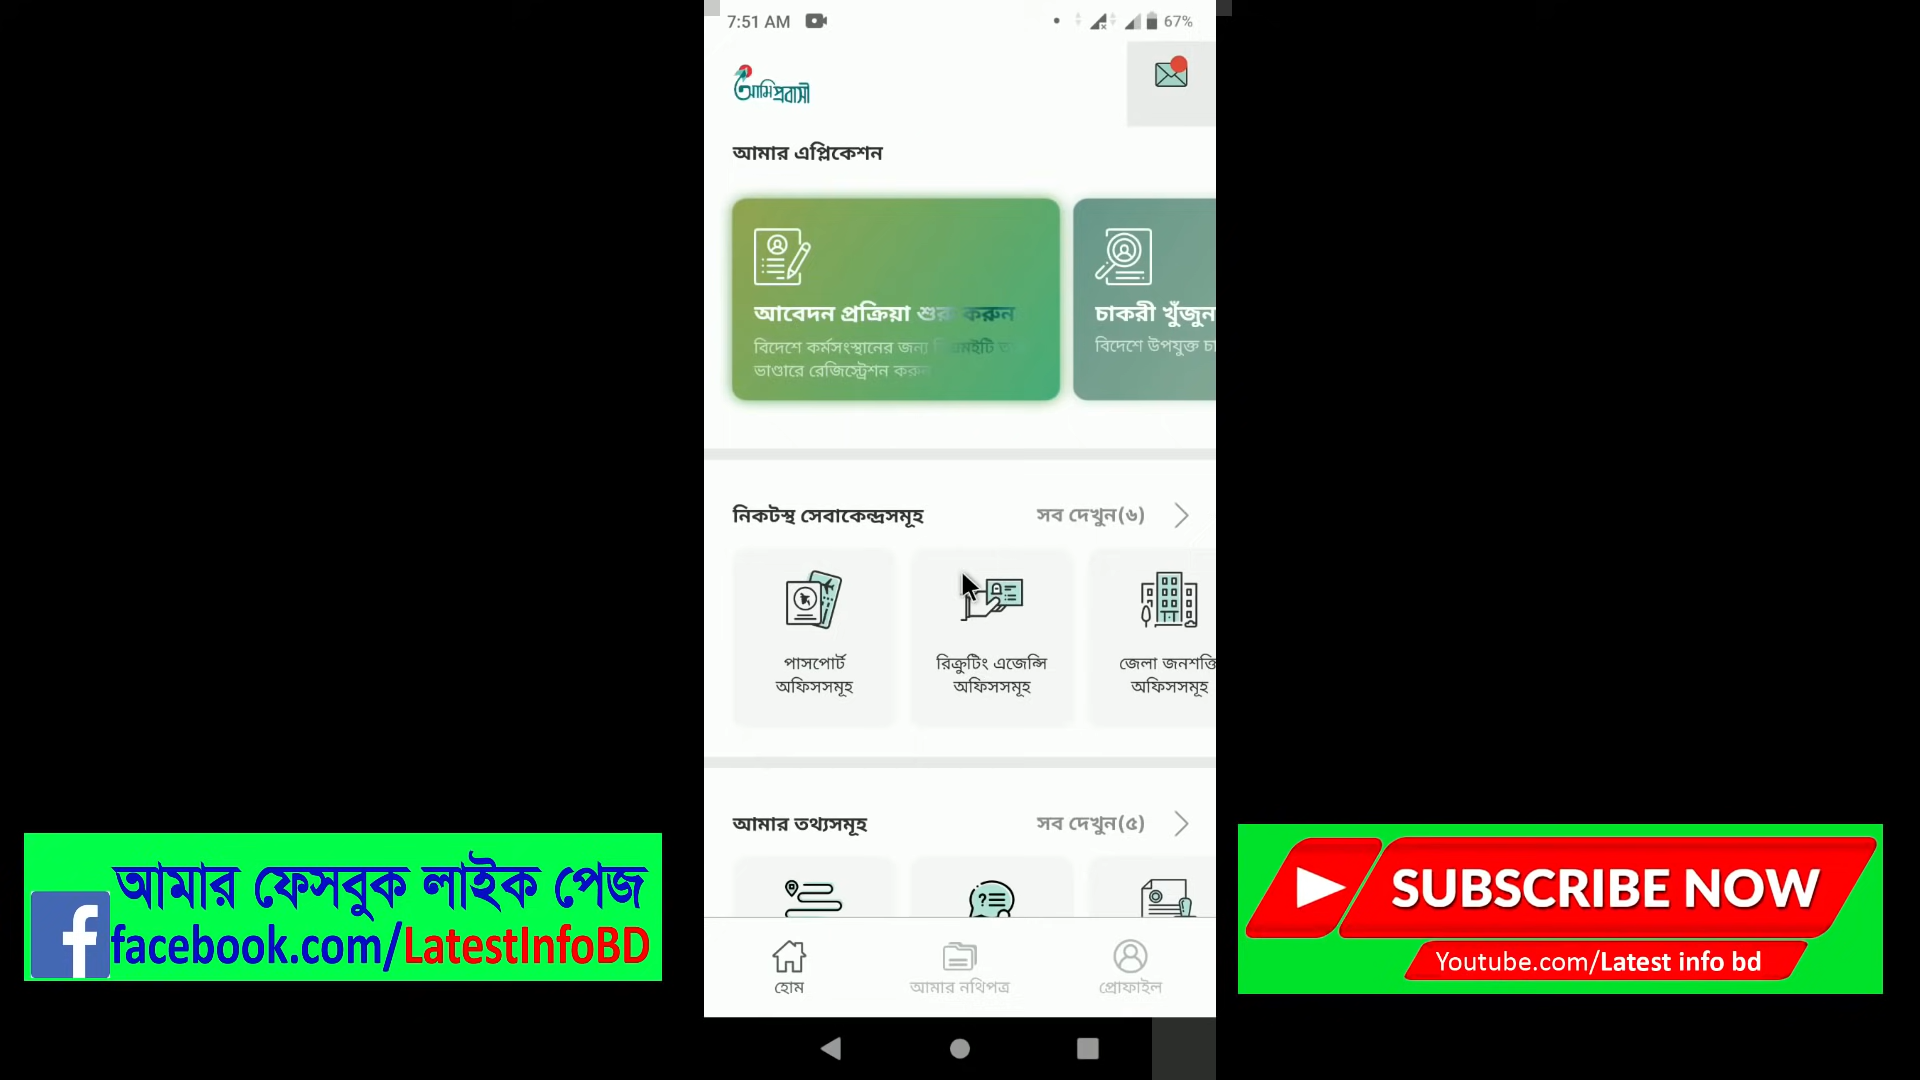 7:51 AM
67%
আমি প্রবাসী
আমার এপ্লিকেশন
আবেদন প্রক্রিয়া শুরু করুন
বিদেশে কর্মসংস্থানের জন্য
ভাণ্ডারে রেজিস্ট্রেশন করুন
চাকরী খুঁজুন
বিদেশে উপযুক্ত
নিকটস্থ সেবাকেন্দ্রসমূহ
সব দেখুন(৬)
পাসপোর্ট
অফিসসমূহ
রিক্রুটিং এজেন্সি
অফিসসমূহ
জেলা জনশক্তি
অফিসসমূহ
আমার তথ্যসমূহ
সব দেখুন(৫)
হোম
আমার নথিপত্র
প্রোফাইল
আমার ফেসবুক লাইক পেজ
facebook.com/LatestInfoBD
SUBSCRIBE NOW
Youtube.com/Latest info bd